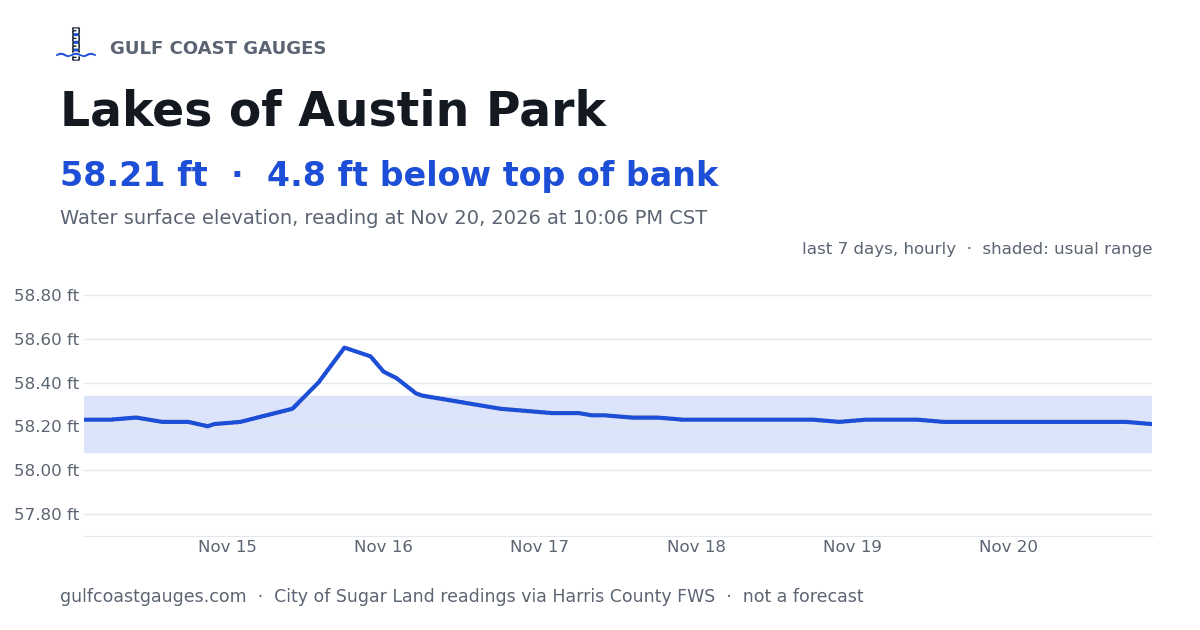 GULF COAST GAUGES
Lakes of Austin Park
58.21 ft · 4.8 ft below top of bank
Water surface elevation, reading at Nov 20, 2026 at 10:06 PM CST
last 7 days, hourly · shaded: usual range
58.80 ft
58.60 ft
58.40 ft
58.20 ft
58.00 ft
57.80 ft
Nov 15 Nov 16 Nov 17 Nov 18 Nov 19 Nov 20
gulfcoastgauges.com · City of Sugar Land readings via Harris County FWS · not a forecast